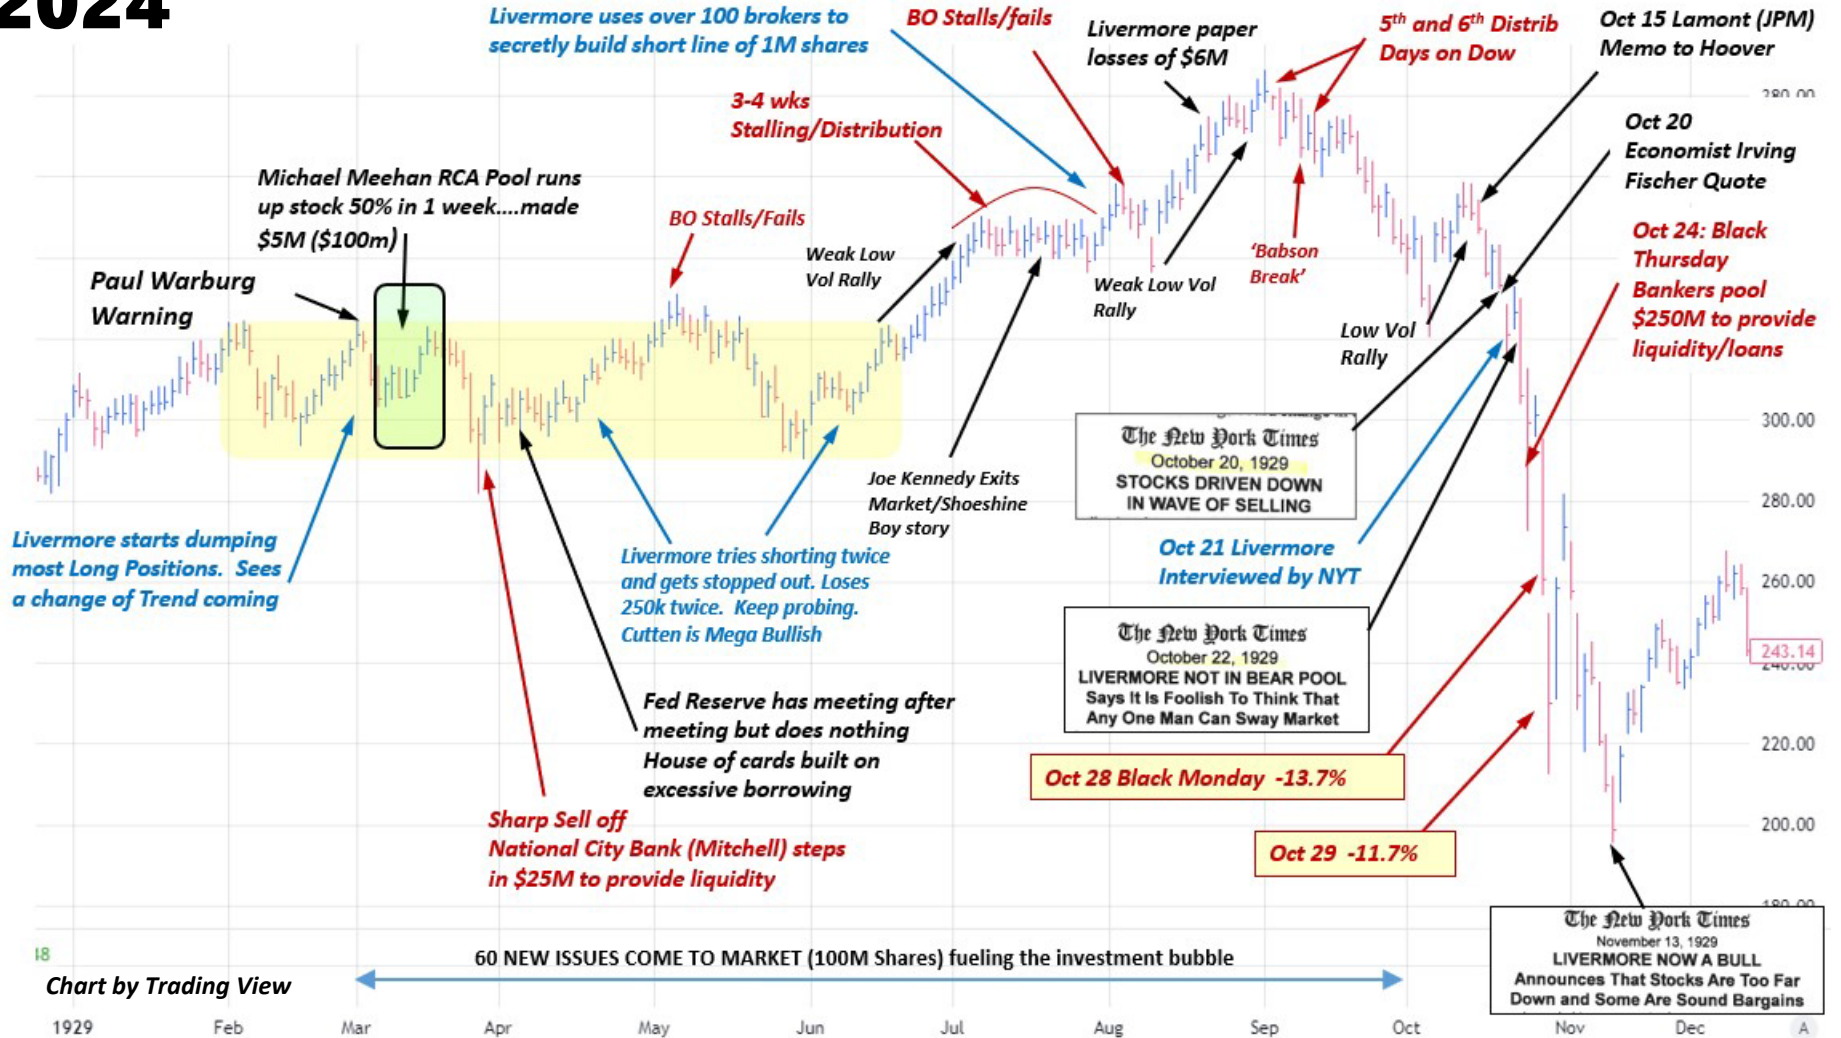 2024
Livermore uses over 100 brokers to
secretly build short line of 1M shares
BO Stalls/fails
Livermore paper
losses of $6M
5th and 6th Distrib
Days on Dow
Oct 15 Lamont (JPM)
Memo to Hoover
3-4 wks
Stalling/Distribution
Oct 20
Economist Irving
Fischer Quote
Michael Meehan RCA Pool runs
up stock 50% in 1 week....made
$5M ($100m)
BO Stalls/Fails
Weak Low
Vol Rally
'Babson
Break'
Weak Low Vol
Rally
Oct 24: Black
Thursday
Bankers pool
$250M to provide
liquidity/loans
Paul Warburg
Warning
Low Vol
Rally
The New York Times
October 20, 1929
STOCKS DRIVEN DOWN
IN WAVE OF SELLING
Joe Kennedy Exits
Market/Shoeshine
Boy story
Livermore starts dumping
most Long Positions. Sees
a change of Trend coming
Livermore tries shorting twice
and gets stopped out. Loses
250k twice. Keep probing.
Cutten is Mega Bullish
Oct 21 Livermore
Interviewed by NYT
The New York Times
October 22, 1929
LIVERMORE NOT IN BEAR POOL
Says It Is Foolish To Think That
Any One Man Can Sway Market
Fed Reserve has meeting after
meeting but does nothing
House of cards built on
excessive borrowing
Oct 28 Black Monday -13.7%
Sharp Sell off
National City Bank (Mitchell) steps
in $25M to provide liquidity
Oct 29 -11.7%
The New York Times
November 13, 1929
LIVERMORE NOW A BULL
Announces That Stocks Are Too Far
Down and Some Are Sound Bargains
60 NEW ISSUES COME TO MARKET (100M Shares) fueling the investment bubble
Chart by Trading View
380.00
300.00
280.00
260.00
243.14
240.00
220.00
200.00
180.00
1929 Feb Mar Apr May Jun Jul Aug Sep Oct Nov Dec
A